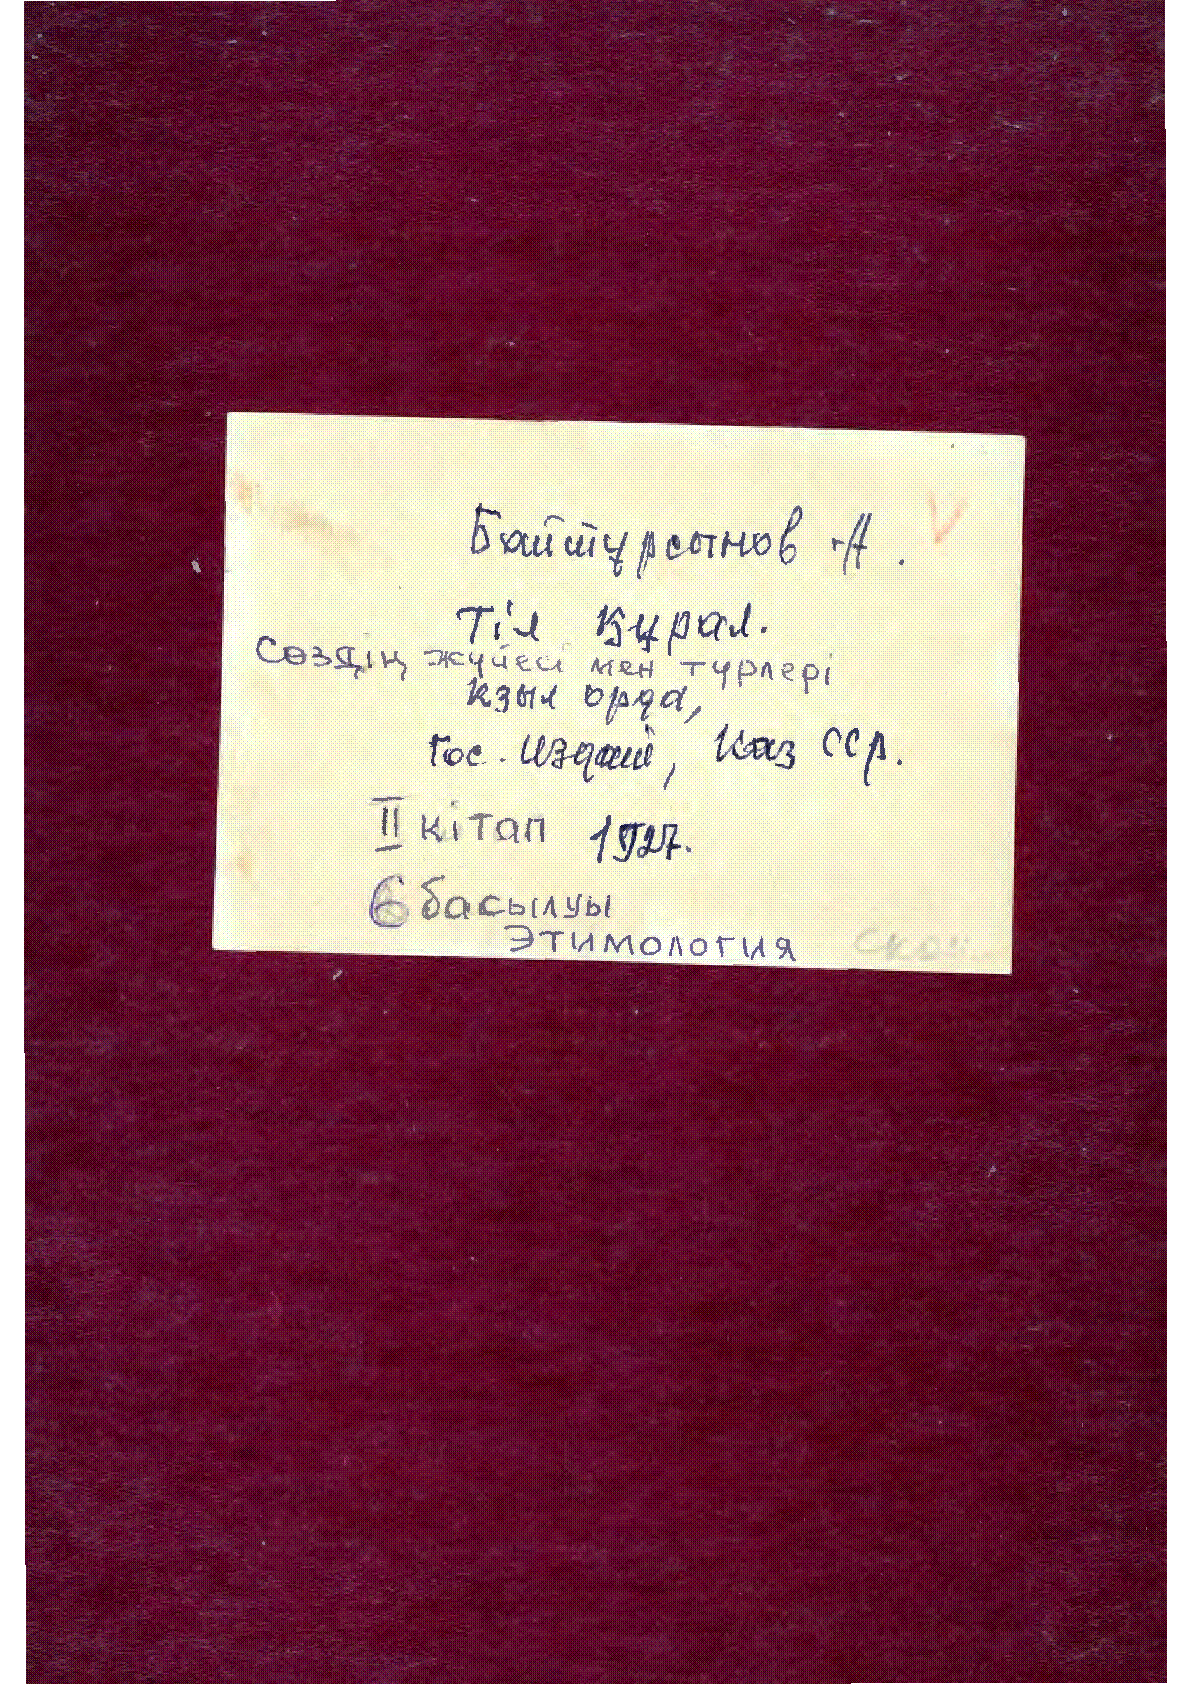 Байтұрсынов А.
Тіл құрал.
Сөздің жүйесі мен түрлері
Кзыл орда,
Гос. Издат, Каз ССР.
II кітап 1927.
6 басылуы
Этимология